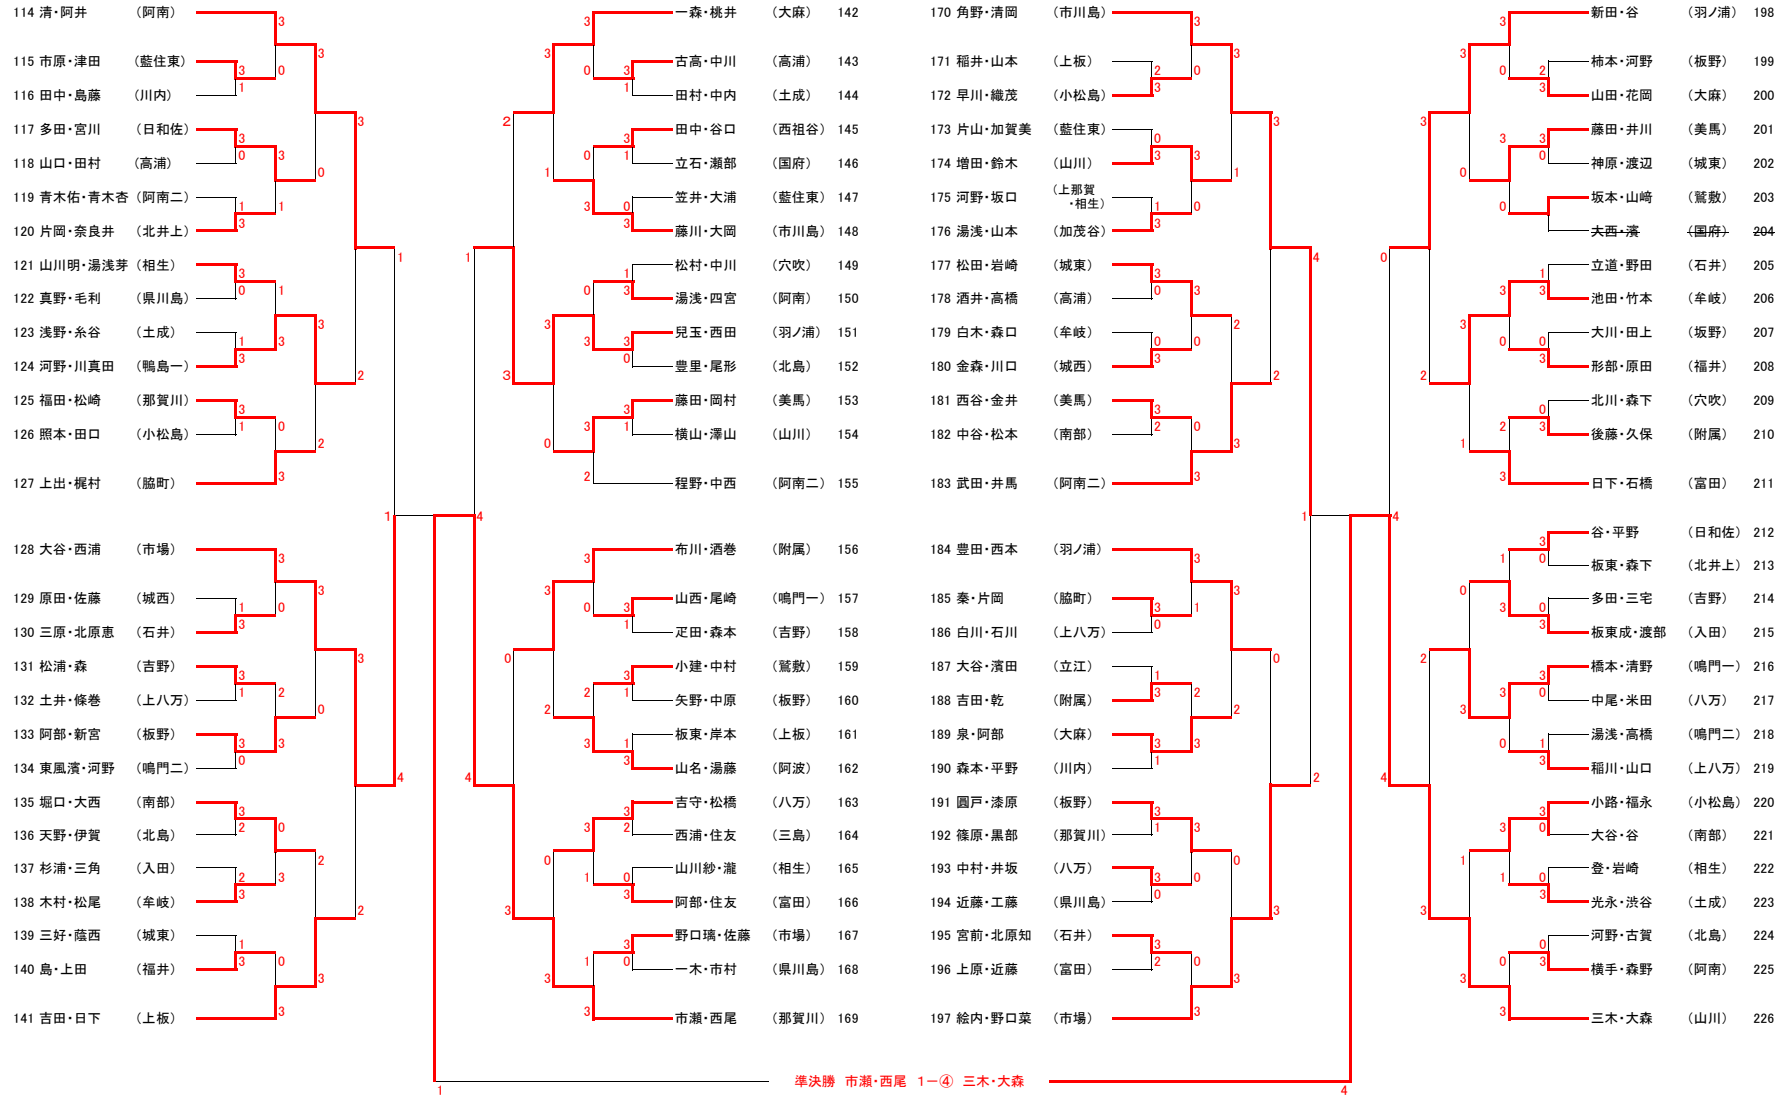 114 清・阿井 (阿南)
115 市原・津田 (藍住東)
116 田中・島藤 (川内)
117 多田・宮川 (日和佐)
118 山口・田村 (高浦)
119 青木佑・青木杏 (阿南二)
120 片岡・奈良井 (北井上)
121 山川明・湯浅芽 (相生)
122 真野・毛利 (県川島)
123 浅野・糸谷 (土成)
124 河野・川真田 (鴨島一)
125 福田・松崎 (那賀川)
126 照本・田口 (小松島)
127 上出・梶村 (脇町)
128 大谷・西浦 (市場)
129 原田・佐藤 (城西)
130 三原・北原恵 (石井)
131 松浦・森 (吉野)
132 土井・條巻 (上八万)
133 阿部・新宮 (板野)
134 東風濱・河野 (鳴門二)
135 堀口・大西 (南部)
136 天野・伊賀 (北島)
137 杉浦・三角 (入田)
138 木村・松尾 (牟岐)
139 三好・蔭西 (城東)
140 島・上田 (福井)
141 吉田・日下 (上板)
一森・桃井 (大麻) 142
古高・中川 (高浦) 143
田村・中内 (土成) 144
田中・谷口 (西祖谷) 145
立石・瀬部 (国府) 146
笠井・大浦 (藍住東) 147
藤川・大岡 (市川島) 148
松村・中川 (穴吹) 149
湯浅・四宮 (阿南) 150
兒玉・西田 (羽ノ浦) 151
豊里・尾形 (北島) 152
藤田・岡村 (美馬) 153
横山・澤山 (山川) 154
程野・中西 (阿南二) 155
布川・酒巻 (附属) 156
山西・尾崎 (鳴門一) 157
疋田・森本 (吉野) 158
小建・中村 (鷲敷) 159
矢野・中原 (板野) 160
板東・岸本 (上板) 161
山名・湯藤 (阿波) 162
吉守・松橋 (八万) 163
西浦・住友 (三島) 164
山川紗・瀧 (相生) 165
阿部・住友 (富田) 166
野口璃・佐藤 (市場) 167
一木・市村 (県川島) 168
市瀬・西尾 (那賀川) 169
170 角野・清岡 (市川島)
171 稲井・山本 (上板)
172 早川・織茂 (小松島)
173 片山・加賀美 (藍住東)
174 増田・鈴木 (山川)
175 河野・坂口 (上那賀・相生)
176 湯浅・山本 (加茂谷)
177 松田・岩崎 (城東)
178 酒井・高橋 (高浦)
179 白木・森口 (牟岐)
180 金森・川口 (城西)
181 西谷・金井 (美馬)
182 中谷・松本 (南部)
183 武田・井馬 (阿南二)
184 豊田・西本 (羽ノ浦)
185 秦・片岡 (脇町)
186 白川・石川 (上八万)
187 大谷・濱田 (立江)
188 吉田・乾 (附属)
189 泉・阿部 (大麻)
190 森本・平野 (川内)
191 圓戸・漆原 (板野)
192 篠原・黒部 (那賀川)
193 中村・井坂 (八万)
194 近藤・工藤 (県川島)
195 宮前・北原知 (石井)
196 上原・近藤 (富田)
197 絵内・野口菜 (市場)
新田・谷 (羽ノ浦) 198
柿本・河野 (板野) 199
山田・花岡 (大麻) 200
藤田・井川 (美馬) 201
神原・渡辺 (城東) 202
坂本・山﨑 (鷲敷) 203
大西・濱 (国府) 204
立道・野田 (石井) 205
池田・竹本 (牟岐) 206
大川・田上 (坂野) 207
形部・原田 (福井) 208
北川・森下 (穴吹) 209
後藤・久保 (附属) 210
日下・石橋 (富田) 211
谷・平野 (日和佐) 212
板東・森下 (北井上) 213
多田・三宅 (吉野) 214
板東成・渡部 (入田) 215
橋本・清野 (鳴門一) 216
中尾・米田 (八万) 217
湯浅・高橋 (鳴門二) 218
稲川・山口 (上八万) 219
小路・福永 (小松島) 220
大谷・谷 (南部) 221
登・岩崎 (相生) 222
光永・渋谷 (土成) 223
河野・古賀 (北島) 224
横手・森野 (阿南) 225
三木・大森 (山川) 226
1 準決勝 市瀬・西尾 1－④ 三木・大森 4